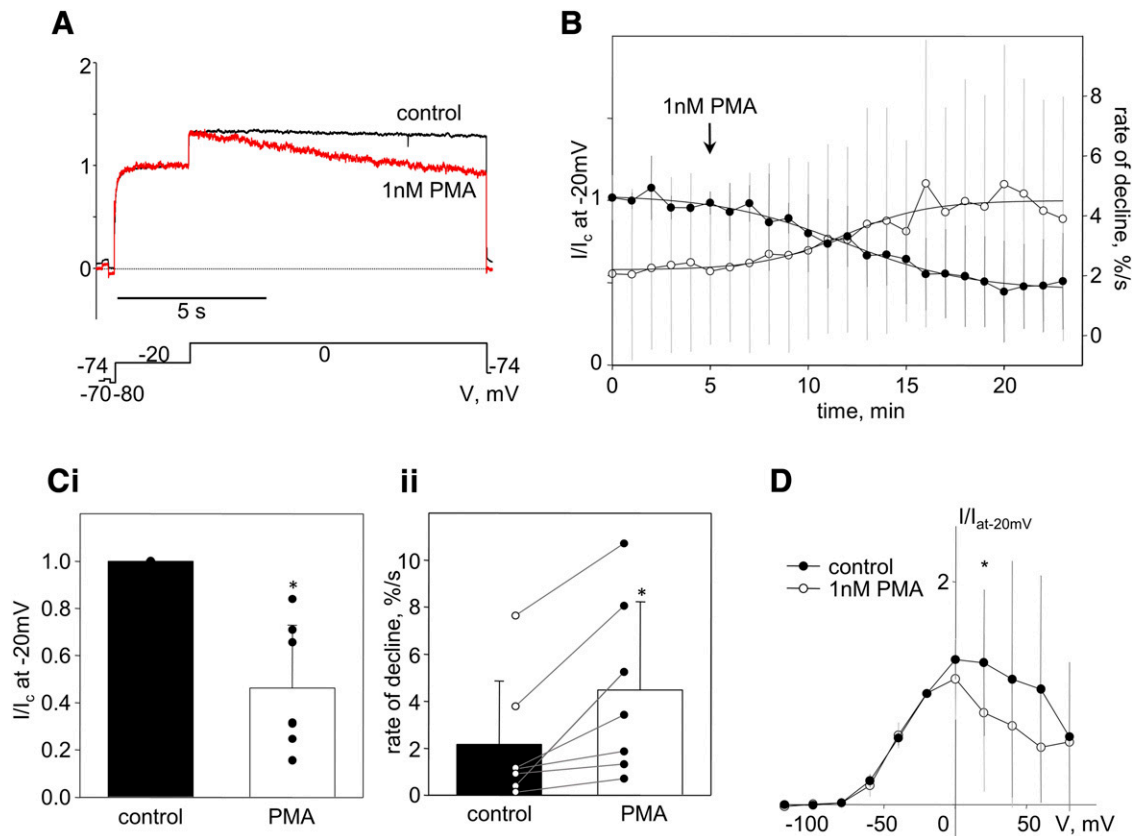 A
2
1
0
control
1nM PMA
5 s
-74
-70
-80
-20
0
-74
V, mV
B
1nM PMA
I/Ic at -20mV
1
0
8
6
4
2
0
rate of decline, %/s
0 5 10 15 20
time, min
Ci
I/Ic at -20mV
1.0
0.8
0.6
0.4
0.2
0.0
*
control PMA
ii
rate of decline, %/s
10
8
6
4
2
0
*
control PMA
D
I/Iat-20mV
control
1nM PMA
*
2
-100 -50 0 50 V, mV